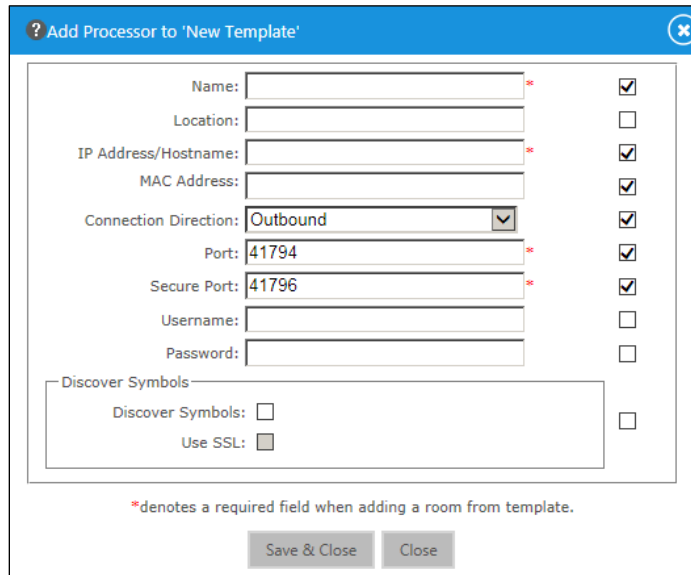 ? Add Processor to 'New Template'
Name: *
Location:
IP Address/Hostname: *
MAC Address:
Connection Direction: Outbound
Port: 41794 *
Secure Port: 41796 *
Username:
Password:
Discover Symbols
Discover Symbols:
Use SSL:
*denotes a required field when adding a room from template.
Save & Close Close